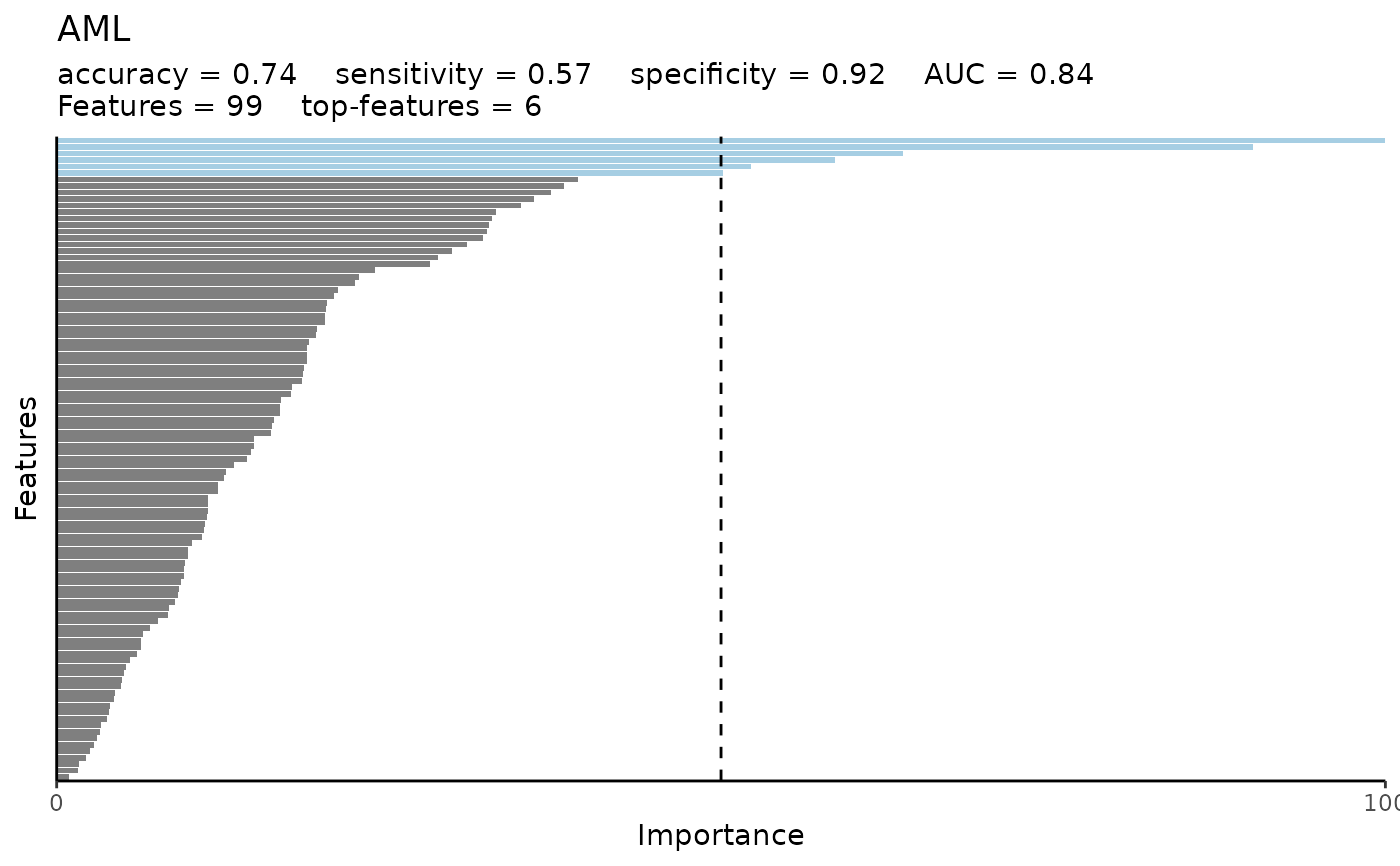 AML
accuracy = 0.74    sensitivity = 0.57    specificity = 0.92    AUC = 0.84
Features = 99    top-features = 6
Features
0
100
Importance